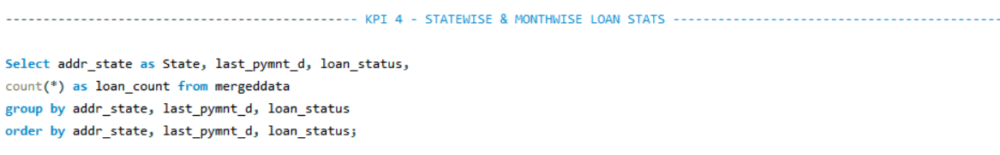 ----------------------------------------------- KPI 4 - STATEWISE & MONTHWISE LOAN STATS --------------------------------------------
Select addr_state as State, last_pymnt_d, loan_status,
count(*) as loan_count from mergeddata
group by addr_state, last_pymnt_d, loan_status
order by addr_state, last_pymnt_d, loan_status;